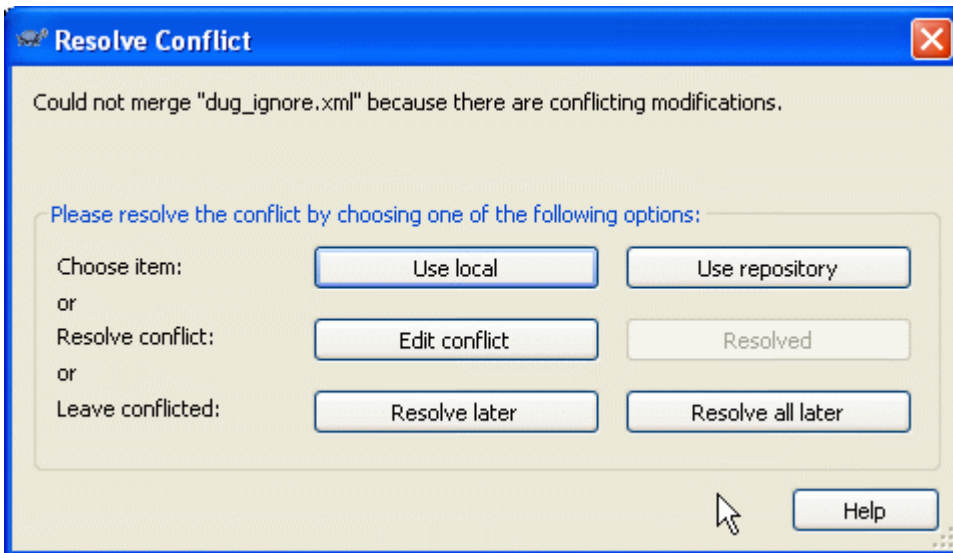 Resolve Conflict
Could not merge "dug_ignore.xml" because there are conflicting modifications.
Please resolve the conflict by choosing one of the following options:
Choose item: Use local Use repository
or
Resolve conflict: Edit conflict Resolved
or
Leave conflicted: Resolve later Resolve all later
Help